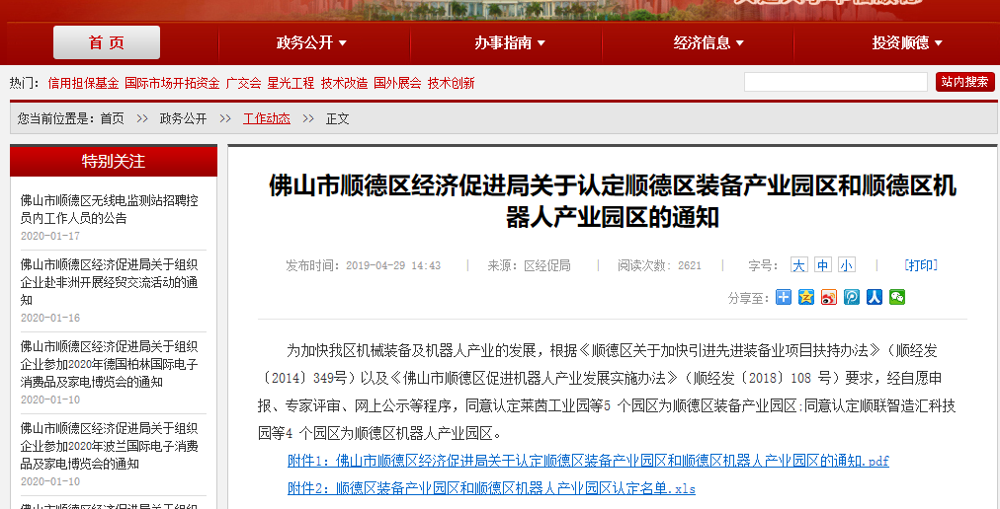 首 页
政务公开
办事指南
经济信息
投资顺德
热门： 信用担保基金 国际市场开拓资金 广交会 星光工程 技术改造 国外展会 技术创新
站内搜索
您当前位置是：首页 >> 政务公开 >> 工作动态 >> 正文
特别关注
佛山市顺德区无线电监测站招聘控
员内工作人员的公告
2020-01-17
佛山市顺德区经济促进局关于组织
企业赴非洲开展经贸交流活动的通
知
2020-01-16
佛山市顺德区经济促进局关于组织
企业参加2020年德国柏林国际电子
消费品及家电博览会的通知
2020-01-10
佛山市顺德区经济促进局关于组织
企业参加2020年波兰国际电子消费
品及家电博览会的通知
2020-01-10
佛山市顺德区经济促进局关于组织
佛山市顺德区经济促进局关于认定顺德区装备产业园区和顺德区机
器人产业园区的通知
发布时间：2019-04-29 14:43 | 来源：区经促局 | 阅读次数：2621 | 字号： 大 中 小 | [打印]
分享至：
为加快我区机械装备及机器人产业的发展，根据《顺德区关于加快引进先进装备业项目扶持办法》（顺经发
〔2014〕349号）以及《佛山市顺德区促进机器人产业发展实施办法》（顺经发〔2018〕108 号）要求，经自愿申
报、专家评审、网上公示等程序，同意认定莱茵工业园等5 个园区为顺德区装备产业园区;同意认定顺联智造汇科技
园等4 个园区为顺德区机器人产业园区。
附件1：佛山市顺德区经济促进局关于认定顺德区装备产业园区和顺德区机器人产业园区的通知.pdf
附件2：顺德区装备产业园区和顺德区机器人产业园区认定名单.xls